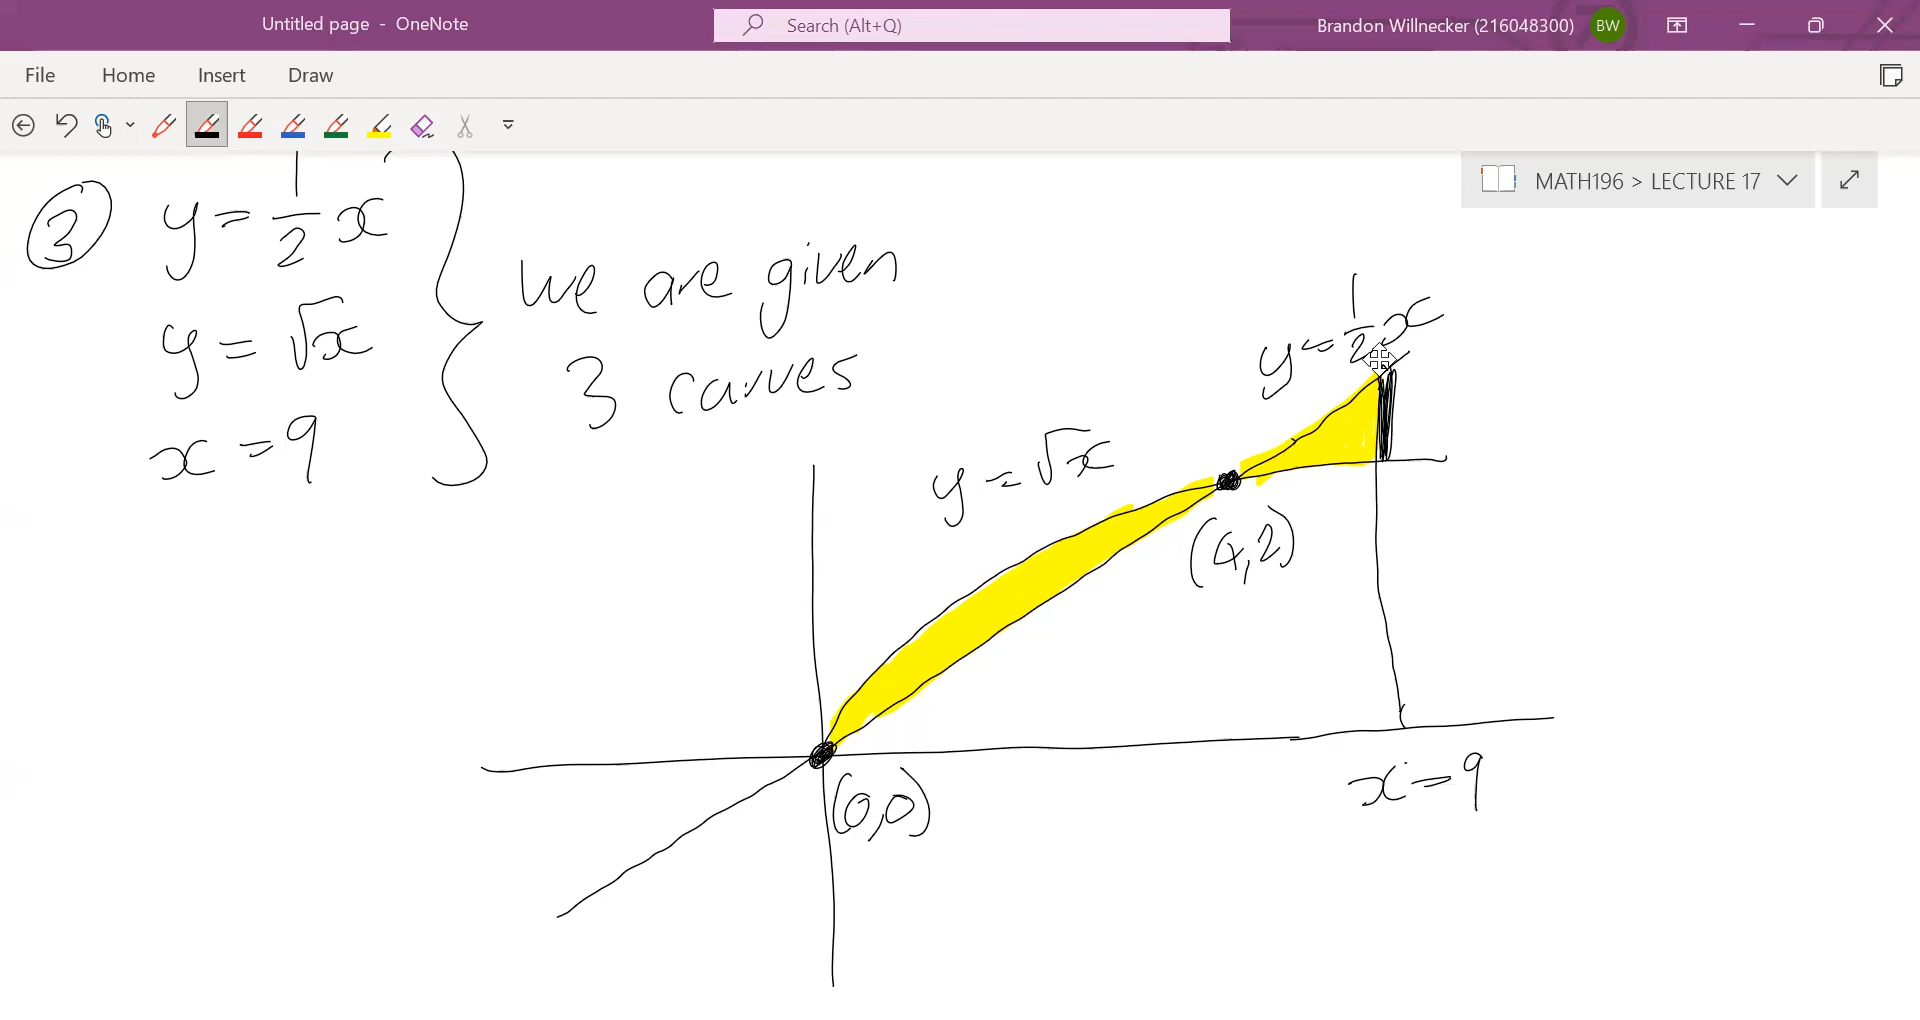 Untitled page - OneNote
Search (Alt+Q)
Brandon Willnecker (216048300) BW
File Home Insert Draw
MATH196 > LECTURE 17
③ y = 1/2 x
y = √x
x = 9
we are given
3 curves
y = 1/2 x
y = √x
(4,2)
(0,0)
x = 9